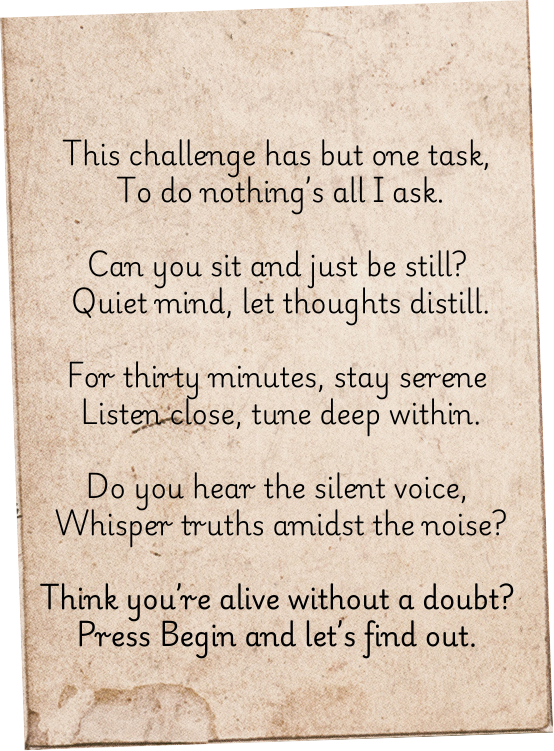 This challenge has but one task,
To do nothing's all I ask.
Can you sit and just be still?
Quiet mind, let thoughts distill.
For thirty minutes, stay serene
Listen close, tune deep within.
Do you hear the silent voice,
Whisper truths amidst the noise?
Think you're alive without a doubt?
Press Begin and let's find out.